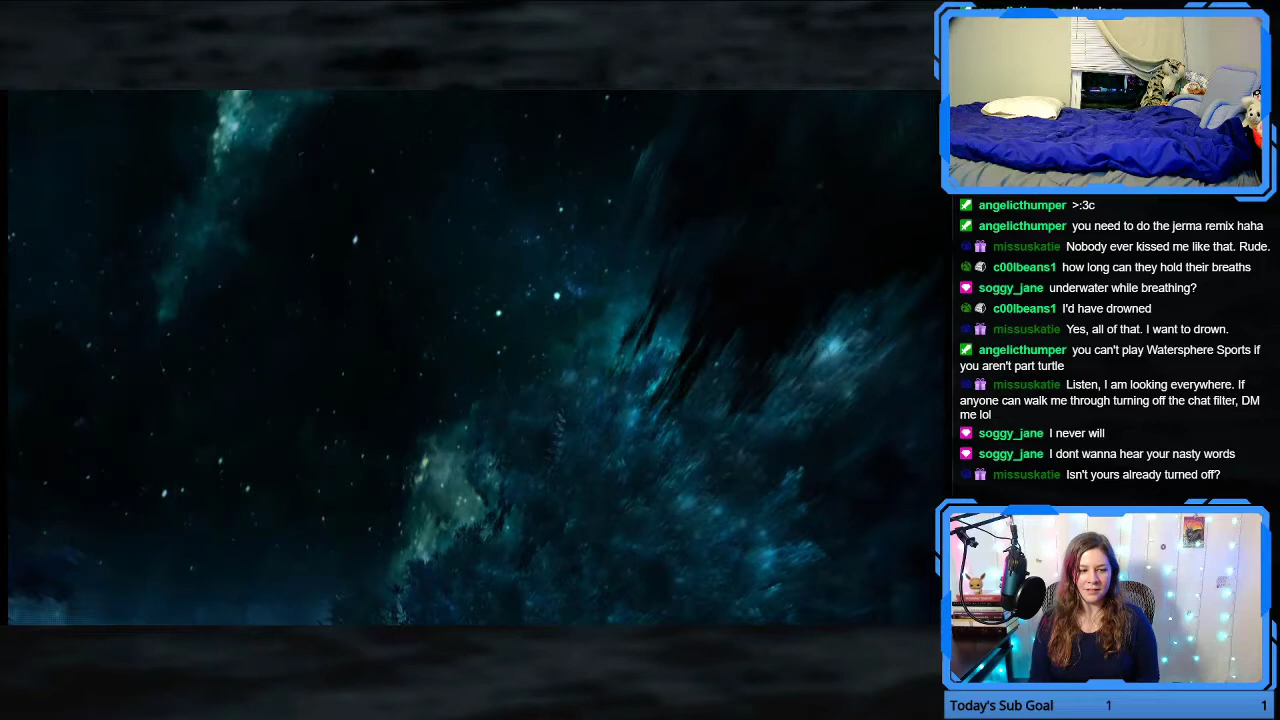 angelicthumper >:3c
angelicthumper you need to do the jerma remix haha
missuskatie Nobody ever kissed me like that. Rude.
c00lbeans1 how long can they hold their breaths
soggy_jane underwater while breathing?
c00lbeans1 I'd have drowned
missuskatie Yes, all of that. I want to drown.
angelicthumper you can't play Watersphere Sports if
you aren't part turtle
missuskatie Listen, I am looking everywhere. If
anyone can walk me through turning off the chat filter, DM
me lol
soggy_jane I never will
soggy_jane I dont wanna hear your nasty words
missuskatie Isn't yours already turned off?
Today's Sub Goal 1 1